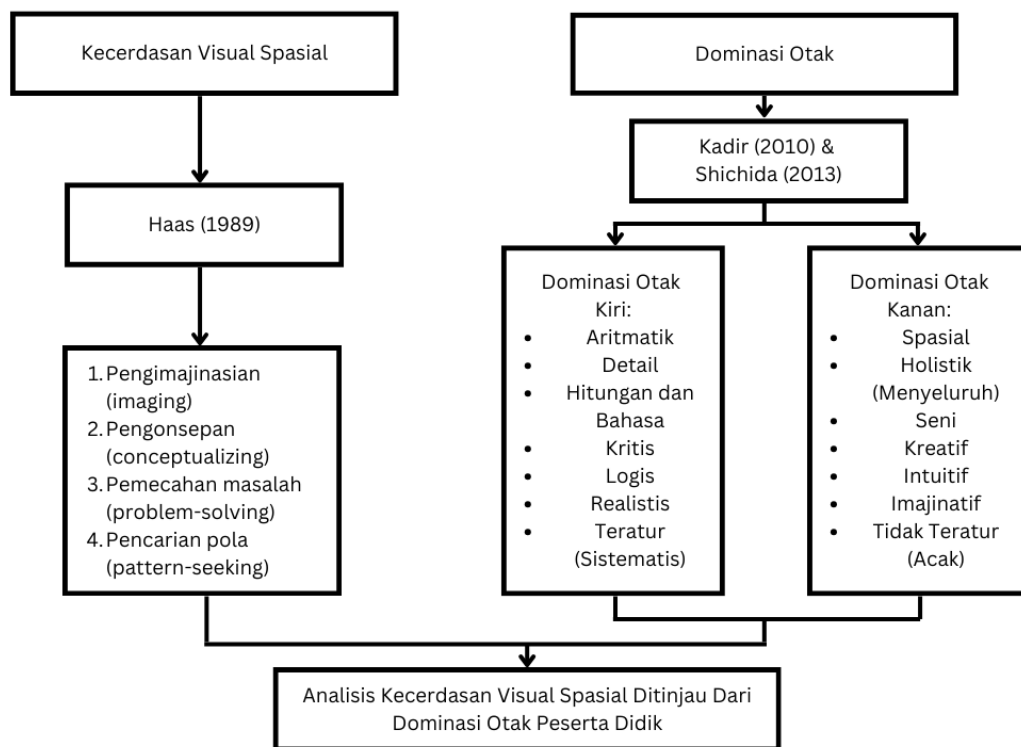 Kecerdasan Visual Spasial
Dominasi Otak
Kadir (2010) &
Shichida (2013)
Haas (1989)
1. Pengimajinasian
(imaging)
2. Pengonsepan
(conceptualizing)
3. Pemecahan masalah
(problem-solving)
4. Pencarian pola
(pattern-seeking)
Dominasi Otak
Kiri:
• Aritmatik
• Detail
• Hitungan dan
Bahasa
• Kritis
• Logis
• Realistis
• Teratur
(Sistematis)
Dominasi Otak
Kanan:
• Spasial
• Holistik
(Menyeluruh)
• Seni
• Kreatif
• Intuitif
• Imajinatif
• Tidak Teratur
(Acak)
Analisis Kecerdasan Visual Spasial Ditinjau Dari
Dominasi Otak Peserta Didik